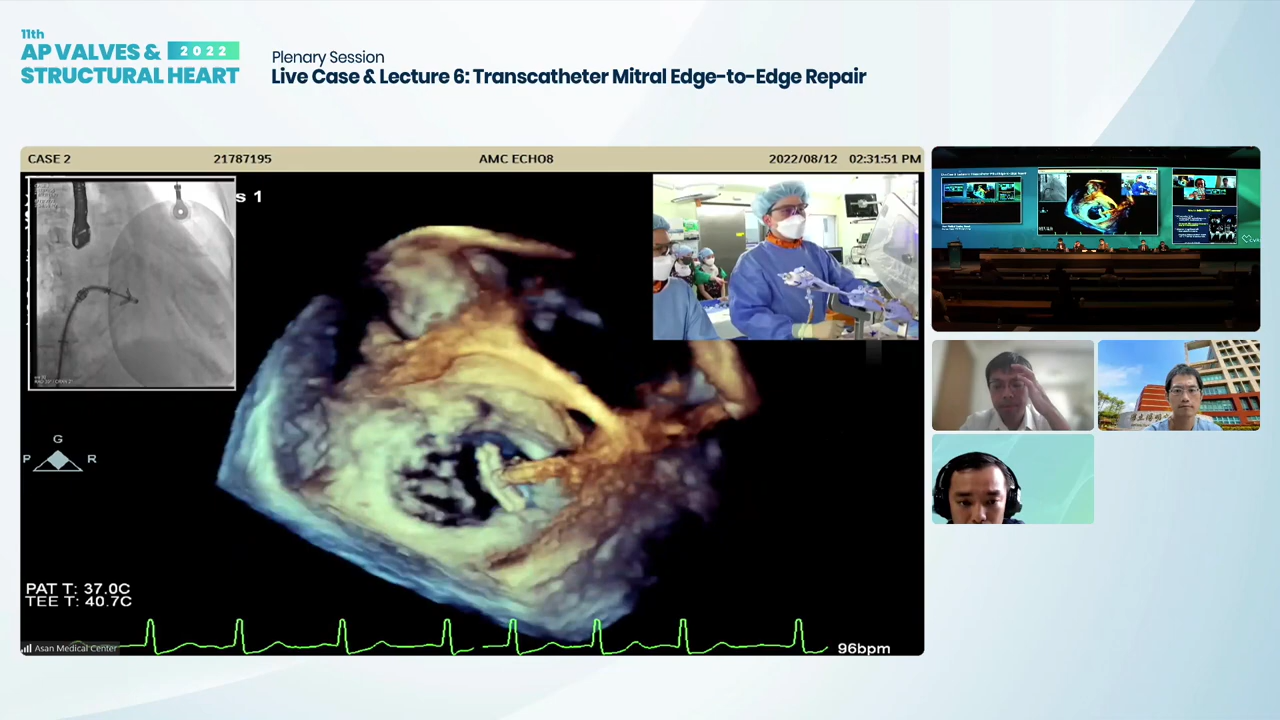 11th
AP VALVES & 2022
STRUCTURAL HEART
Plenary Session
Live Case & Lecture 6: Transcatheter Mitral Edge-to-Edge Repair
CASE 2 21787195 AMC ECHO8 2022/08/12 02:31:51 PM
s 1
G
P R
PAT T: 37.0C
TEE T: 40.7C
Asan Medical Center
96bpm